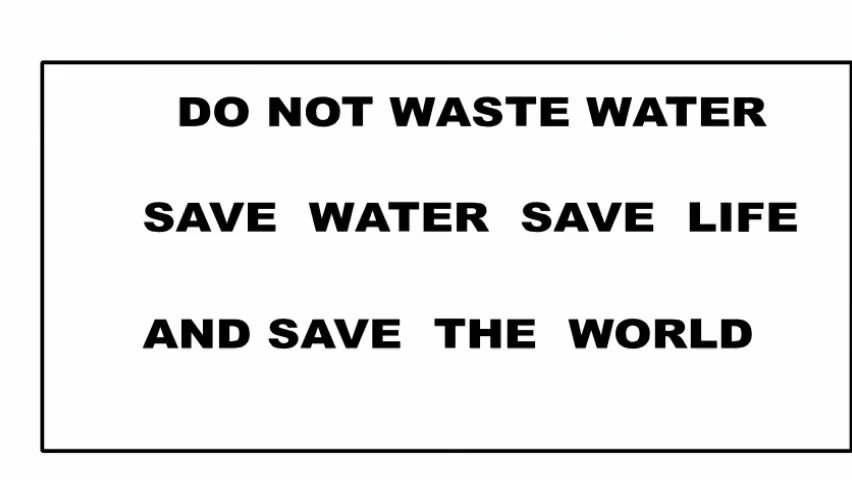 DO NOT WASTE WATER
SAVE WATER SAVE LIFE
AND SAVE THE WORLD